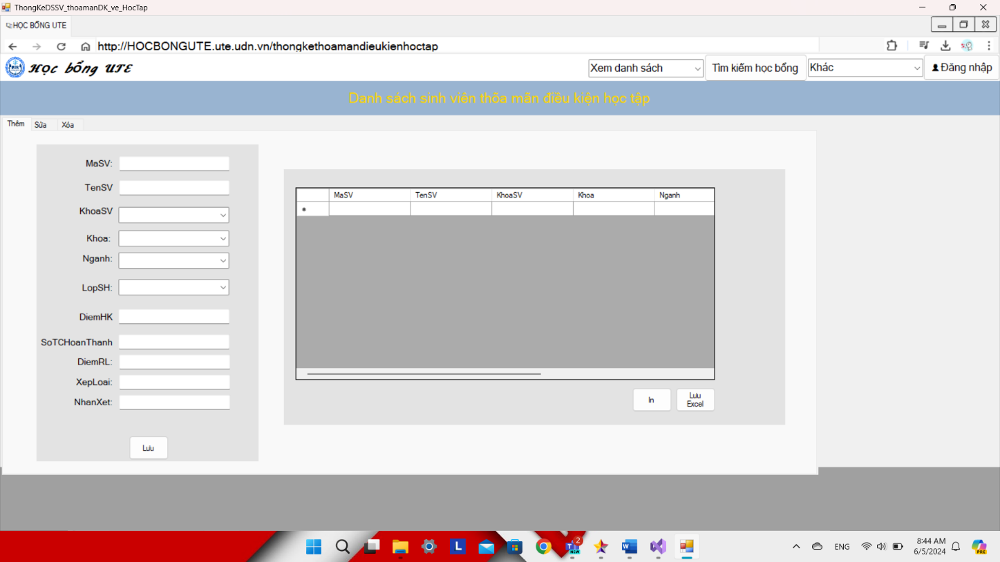 ThongKeDSSV_thoamanDK_ve_HocTap
HỌC BỔNG UTE
http://HOCBONGUTE.ute.udn.vn/thongkethoamandieukienhoctap
Học bổng UTE
Xem danh sách
Tìm kiếm học bổng
Khác
Đăng nhập
Danh sách sinh viên thõa mãn điều kiện học tập
Thêm Sửa Xóa
MaSV:
TenSV
KhoaSV
Khoa:
Nganh:
LopSH:
DiemHK
SoTCHoanThanh
DiemRL:
XepLoai:
NhanXet:
Lưu
MaSV TenSV KhoaSV Khoa Nganh
In
Lưu
Excel
L
2
NEW
W
ENG
8:44 AM
6/5/2024
PRE